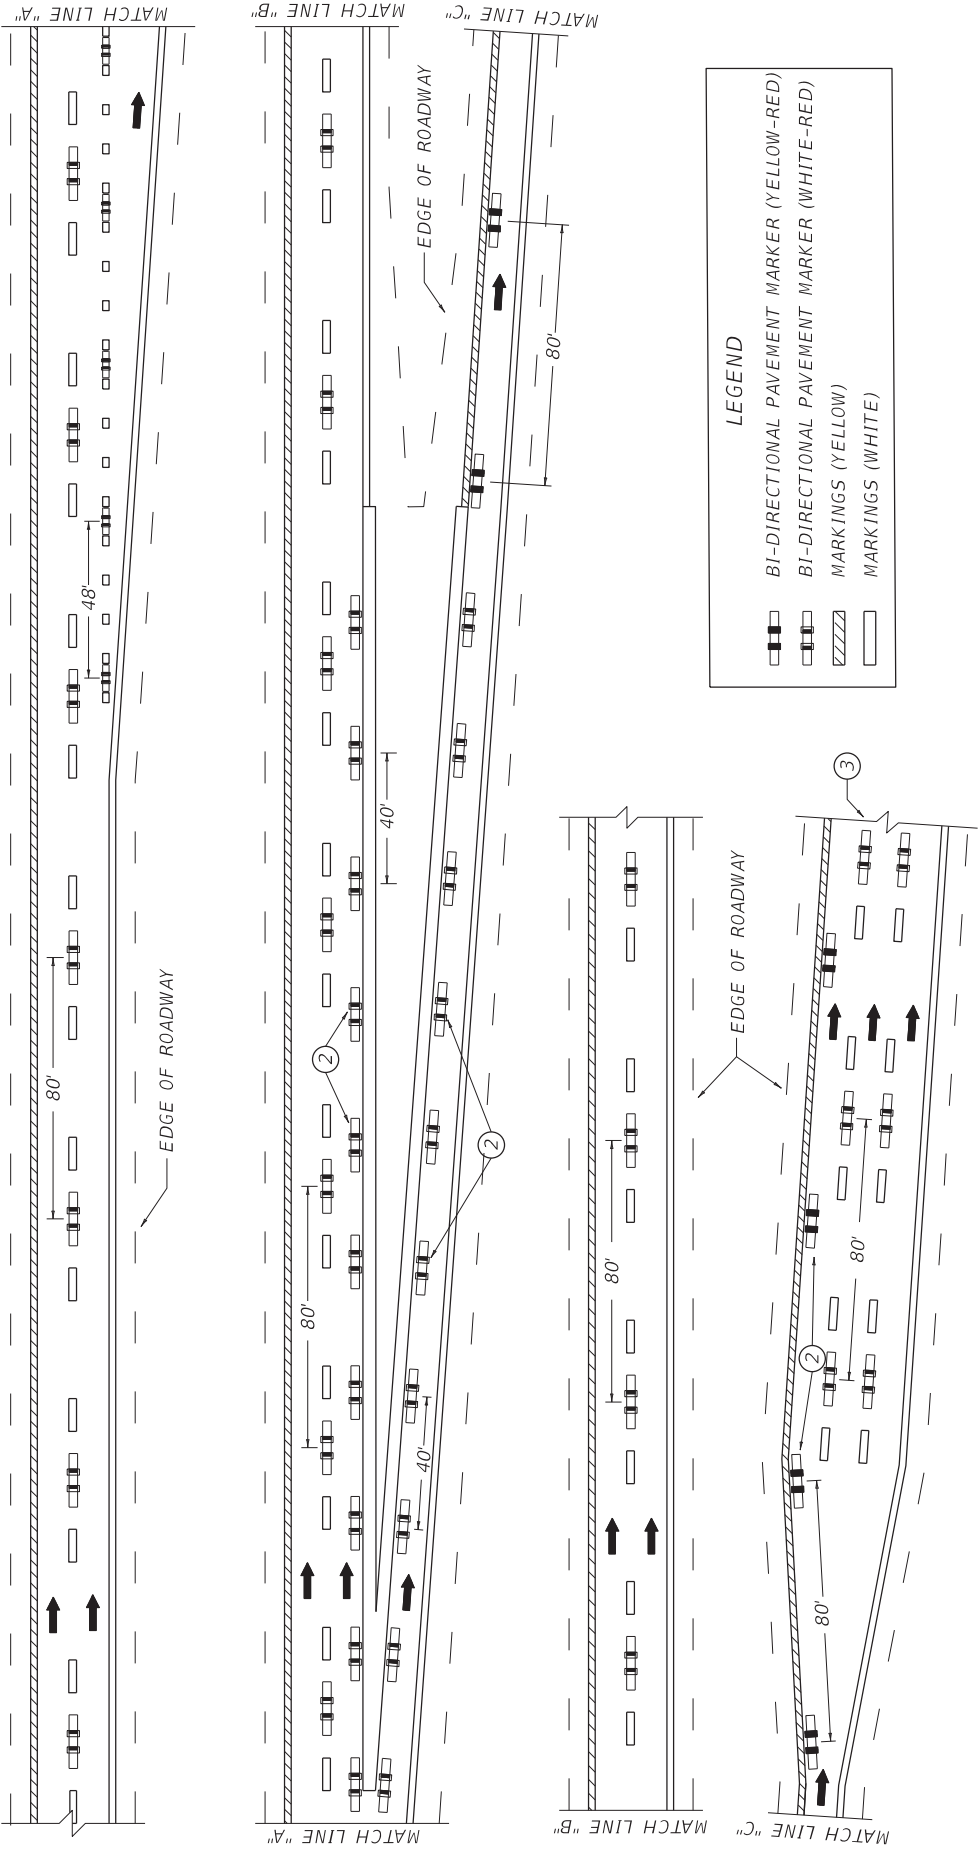 MATCH LINE "A"
MATCH LINE "B"
MATCH LINE "C"
EDGE OF ROADWAY
80'
48'
80'
EDGE OF ROADWAY
40'
2
2
80'
40'
MATCH LINE "A"
LEGEND
BI-DIRECTIONAL PAVEMENT MARKER (YELLOW-RED)
BI-DIRECTIONAL PAVEMENT MARKER (WHITE-RED)
MARKINGS (YELLOW)
MARKINGS (WHITE)
3
EDGE OF ROADWAY
80'
80'
2
80'
MATCH LINE "B"
MATCH LINE "C"